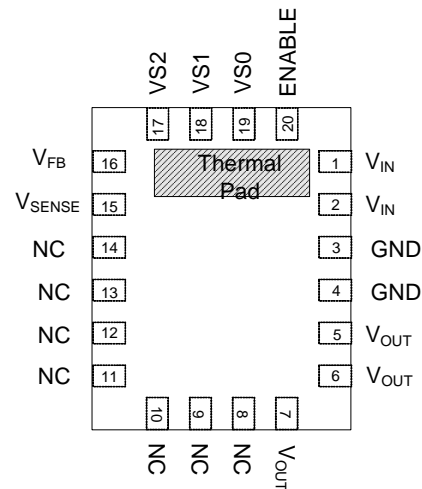 VS2 VS1 VS0 ENABLE
17 18 19 20
VFB 16 Thermal 1 VIN
Pad
VSENSE 15 2 VIN
NC 14 3 GND
NC 13 4 GND
NC 12 5 VOUT
NC 11 6 VOUT
10 9 8 7
NC NC NC VOUT